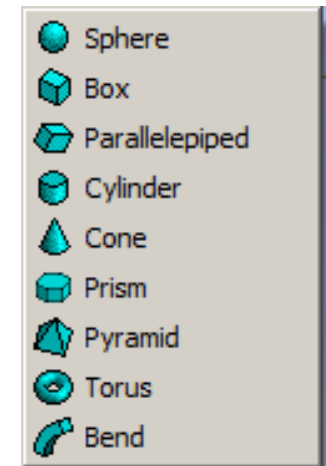 Sphere
Box
Parallelepiped
Cylinder
Cone
Prism
Pyramid
Torus
Bend